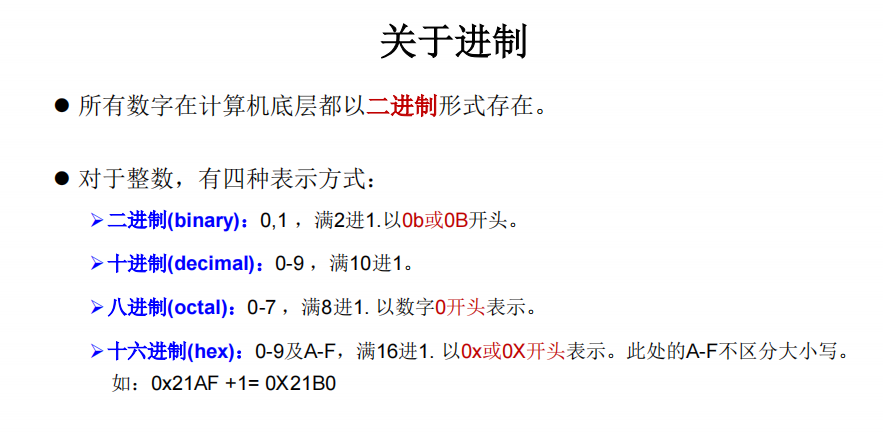 关于进制
● 所有数字在计算机底层都以二进制形式存在。
● 对于整数，有四种表示方式：
➢二进制(binary)：0,1 ，满2进1.以0b或0B开头。
➢十进制(decimal)：0-9 ，满10进1。
➢八进制(octal)：0-7 ，满8进1. 以数字0开头表示。
➢十六进制(hex)：0-9及A-F，满16进1. 以0x或0X开头表示。此处的A-F不区分大小写。
如：0x21AF +1= 0X21B0